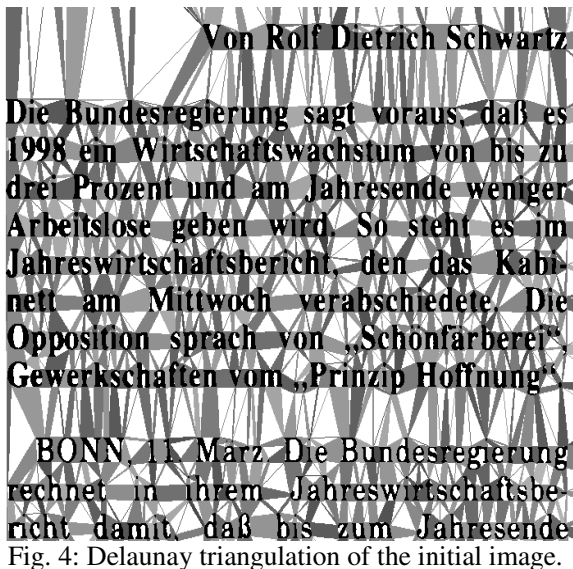 Von Rolf Dietrich Schwartz
Die Bundesregierung sagt voraus, daß es
1998 ein Wirtschaftswachstum von bis zu
drei Prozent und am Jahresende weniger
Arbeitslose geben wird. So steht es im
Jahreswirtschaftsbericht, den das Kabi-
nett am Mittwoch verabschiedete. Die
Opposition sprach von „Schönfärberei“,
Gewerkschaften vom „Prinzip Hoffnung“.
BONN, 11. März. Die Bundesregierung
rechnet in ihrem Jahreswirtschaftsbe-
richt damit, daß bis zum Jahresende
Fig. 4: Delaunay triangulation of the initial image.